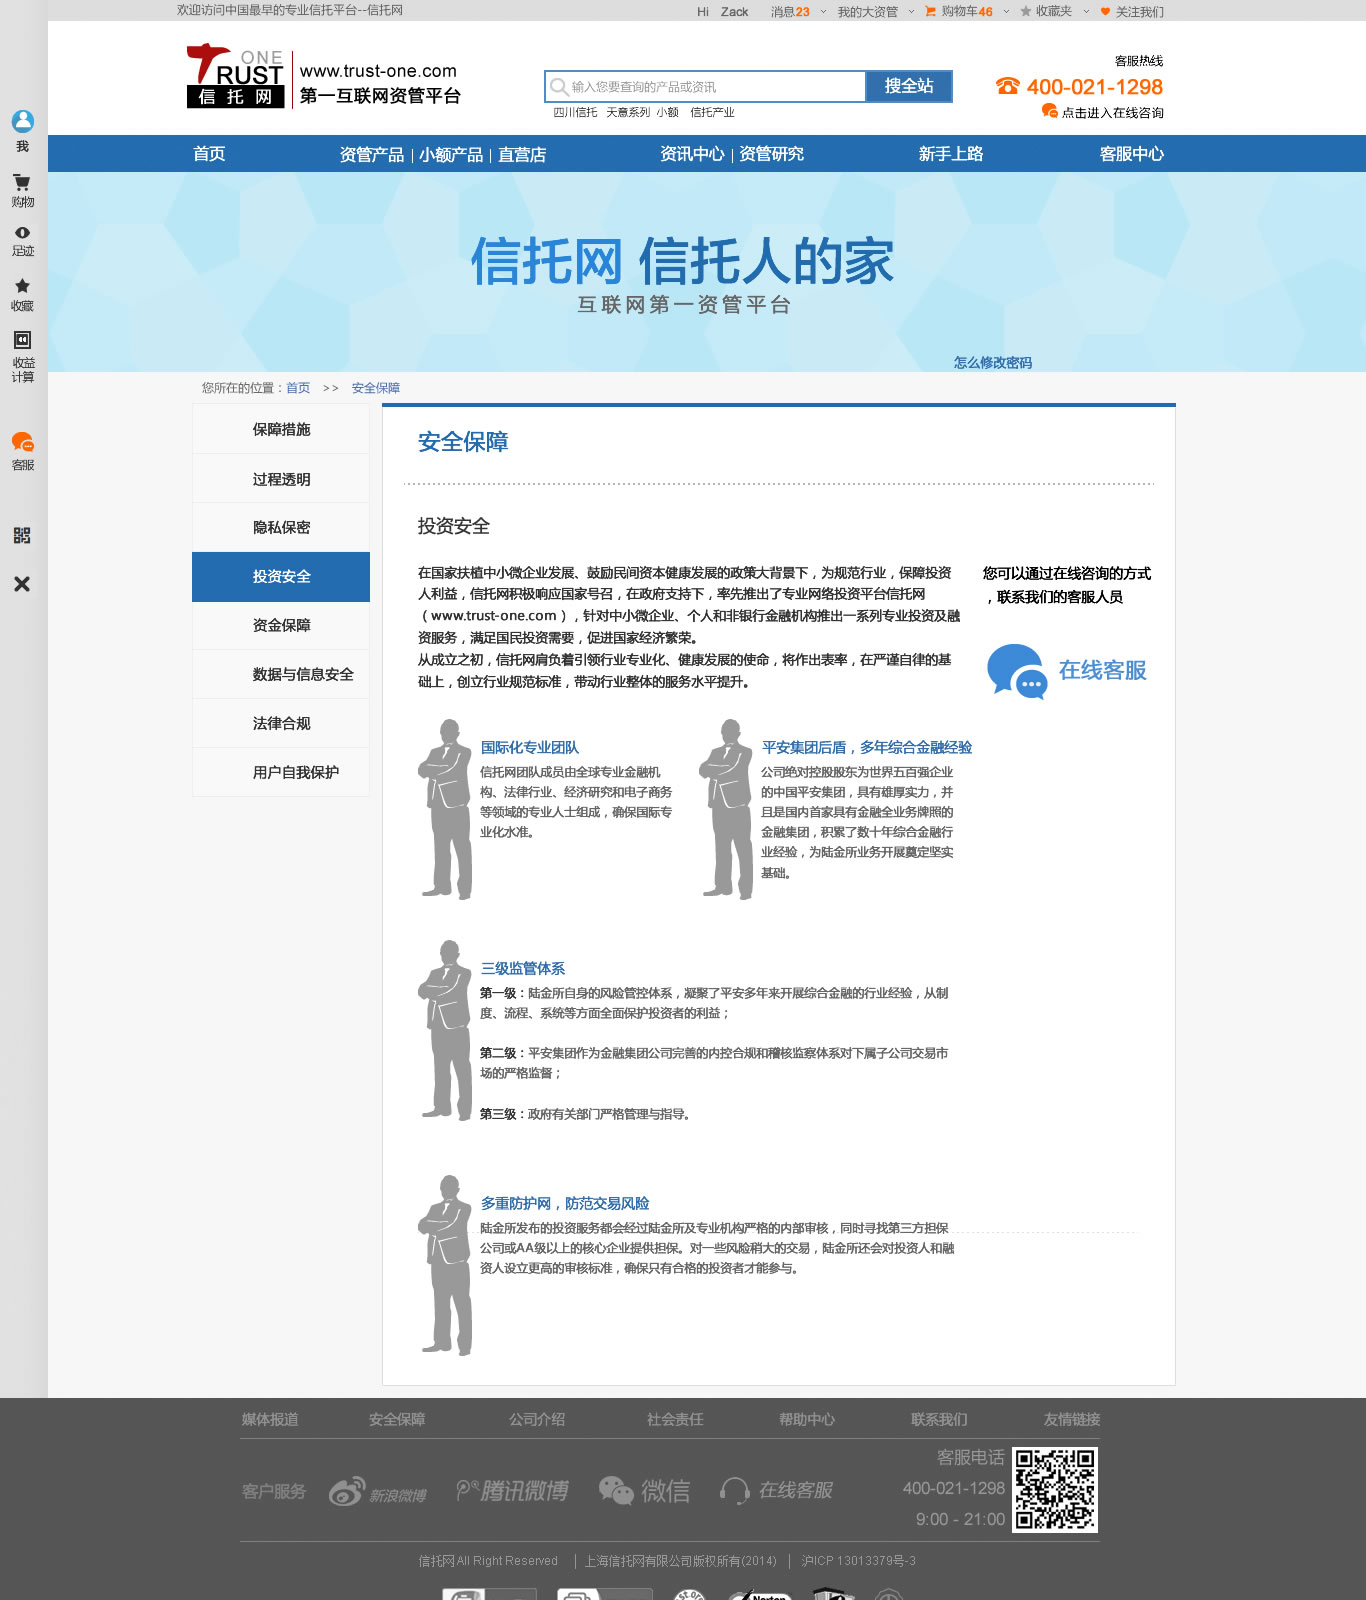 欢迎访问中国最早的专业信托平台--信托网
Hi Zack 消息23 我的大资管 购物车46 收藏夹 关注我们
ONE
TRUST
信托网
www.trust-one.com
第一互联网资管平台
输入您要查询的产品或资讯
搜全站
四川信托 天意系列 小额 信托产业
客服热线
400-021-1298
点击进入在线咨询
首页 资管产品 | 小额产品 | 直营店 资讯中心 | 资管研究 新手上路 客服中心
我
购物
足迹
收藏
收益
计算
客服
信托网 信托人的家
互联网第一资管平台
怎么修改密码
您所在的位置：首页 >> 安全保障
保障措施
过程透明
隐私保密
投资安全
资金保障
数据与信息安全
法律合规
用户自我保护
安全保障
投资安全
在国家扶植中小微企业发展、鼓励民间资本健康发展的政策大背景下，为规范行业，保障投资
人利益，信托网积极响应国家号召，在政府支持下，率先推出了专业网络投资平台信托网
（www.trust-one.com），针对中小微企业、个人和非银行金融机构推出一系列专业投资及融
资服务，满足国民投资需要，促进国家经济繁荣。
从成立之初，信托网肩负着引领行业专业化、健康发展的使命，将作出表率，在严谨自律的基
础上，创立行业规范标准，带动行业整体的服务水平提升。
您可以通过在线咨询的方式
，联系我们的客服人员
在线客服
国际化专业团队
信托网团队成员由全球专业金融机
构、法律行业、经济研究和电子商务
等领域的专业人士组成，确保国际专
业化水准。
平安集团后盾，多年综合金融经验
公司绝对控股股东为世界五百强企业
的中国平安集团，具有雄厚实力，并
且是国内首家具有金融全业务牌照的
金融集团，积累了数十年综合金融行
业经验，为陆金所业务开展奠定坚实
基础。
三级监管体系
第一级：陆金所自身的风险管控体系，凝聚了平安多年来开展综合金融的行业经验，从制
度、流程、系统等方面全面保护投资者的利益；
第二级：平安集团作为金融集团公司完善的内控合规和稽核监察体系对下属子公司交易市
场的严格监督；
第三级：政府有关部门严格管理与指导。
多重防护网，防范交易风险
陆金所发布的投资服务都会经过陆金所及专业机构严格的内部审核，同时寻找第三方担保
公司或AA级以上的核心企业提供担保。对一些风险稍大的交易，陆金所还会对投资人和融
资人设立更高的审核标准，确保只有合格的投资者才能参与。
媒体报道 安全保障 公司介绍 社会责任 帮助中心 联系我们 友情链接
客户服务 新浪微博 腾讯微博 微信 在线客服
客服电话
400-021-1298
9:00 - 21:00
信托网 All Right Reserved | 上海信托网有限公司版权所有(2014) | 沪ICP 13013379号-3